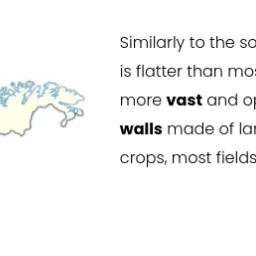 Similarly to the so
is flatter than mos
more vast and op
walls made of lar
crops, most fields